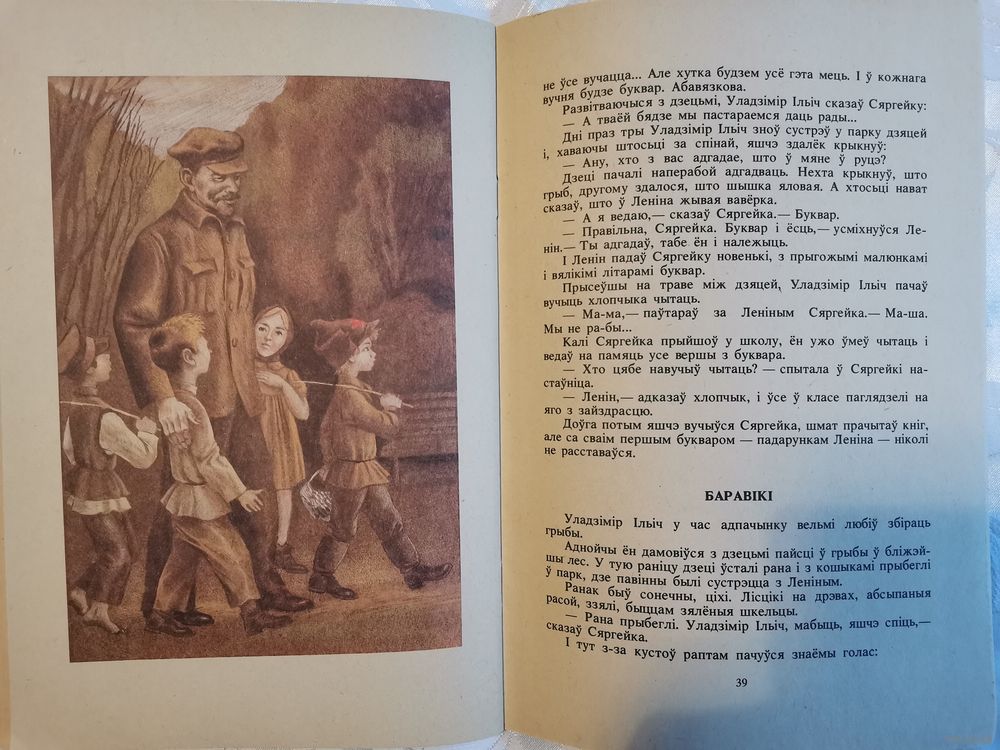 не ўсе вучацца... Але хутка будзем усё гэта мець. І ў кожнага
вучня будзе буквар. Абавязкова.
Развітваючыся з дзецьмі, Уладзімір Ільіч сказаў Сяргейку:
— А тваёй бядзе мы пастараемся даць рады...
Дні праз тры Уладзімір Ільіч зноў сустрэў у парку дзяцей
і, хаваючы штосьці за спінай, яшчэ здалёк крыкнуў:
— Ану, хто з вас адгадае, што ў мяне ў руцэ?
Дзеці пачалі наперабой адгадваць. Нехта крыкнуў, што
грыб, другому здалося, што шышка яловая. А хтосьці нават
сказаў, што ў Леніна жывая вавёрка.
— А я ведаю,— сказаў Сяргейка.— Буквар.
— Правільна, Сяргейка. Буквар і ёсць,— усміхнуўся Ле-
нін.— Ты адгадаў, табе ён і належыць.
І Ленін падаў Сяргейку новенькі, з прыгожымі малюнкамі
і вялікімі літарамі буквар.
Прысеўшы на траве між дзяцей, Уладзімір Ільіч пачаў
вучыць хлопчыка чытаць.
— Ма-ма,— паўтараў за Леніным Сяргейка.— Ма-ша.
Мы не ра-бы...
Калі Сяргейка прыйшоў у школу, ён ужо ўмеў чытаць і
ведаў на памяць усе вершы з буквара.
— Хто цябе навучыў чытаць? — спытала ў Сяргейкі на-
стаўніца.
— Ленін,— адказаў хлопчык, і ўсе ў класе паглядзелі на
яго з зайздрасцю.
Доўга потым яшчэ вучыўся Сяргейка, шмат прачытаў кніг,
але са сваім першым букваром — падарункам Леніна — ніколі
не расставаўся.
БАРАВІКІ
Уладзімір Ільіч у час адпачынку вельмі любіў збіраць
грыбы.
Аднойчы ён дамовіўся з дзецьмі пайсці ў грыбы ў бліжэй-
шы лес. У тую раніцу дзеці ўсталі рана і з кошыкамі прыбеглі
ў парк, дзе павінны былі сустрэцца з Леніным.
Ранак быў сонечны, ціхі. Лісцікі на дрэвах, абсыпаныя
расой, ззялі, быццам зялёныя шкельцы.
— Рана прыбеглі. Уладзімір Ільіч, мабыць, яшчэ спіць,—
сказаў Сяргейка.
І тут з-за кустоў раптам пачуўся знаёмы голас:
39